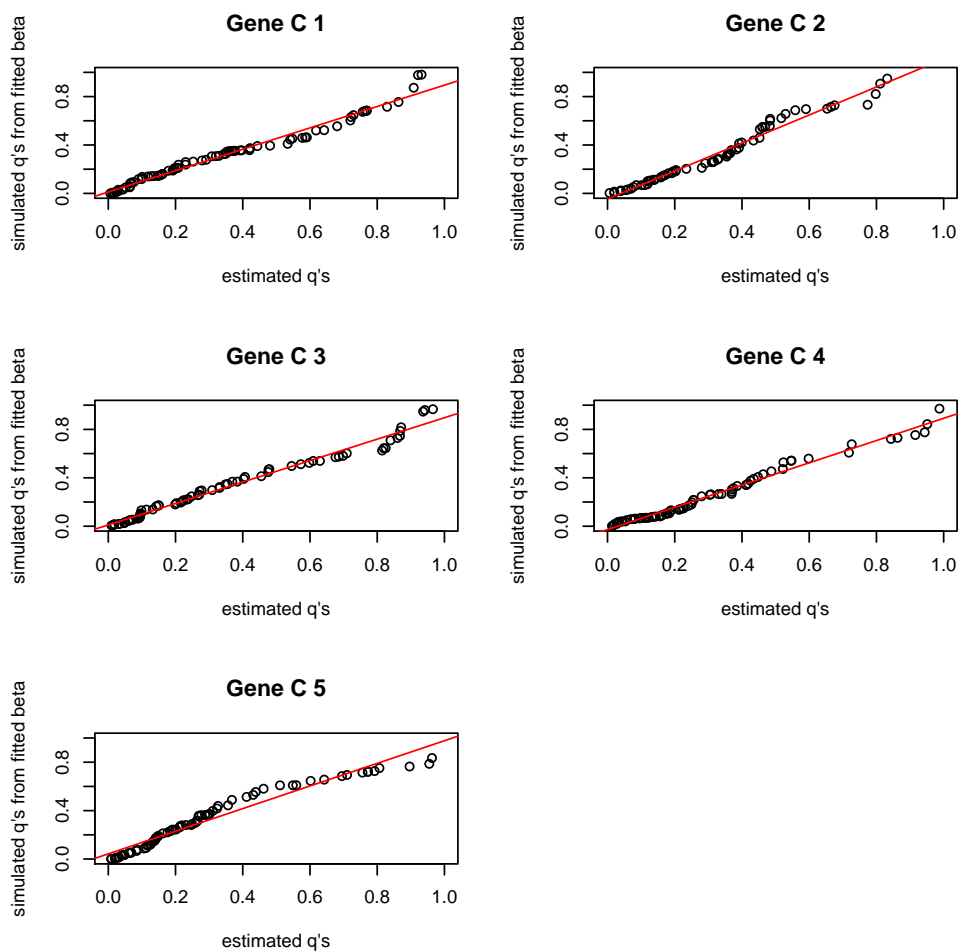 Gene C 1
simulated q's from fitted beta
0.0 0.4 0.8
0.0 0.2 0.4 0.6 0.8 1.0
estimated q's
Gene C 2
simulated q's from fitted beta
0.0 0.4 0.8
0.0 0.2 0.4 0.6 0.8 1.0
estimated q's
Gene C 3
simulated q's from fitted beta
0.0 0.4 0.8
0.0 0.2 0.4 0.6 0.8 1.0
estimated q's
Gene C 4
simulated q's from fitted beta
0.0 0.4 0.8
0.0 0.2 0.4 0.6 0.8 1.0
estimated q's
Gene C 5
simulated q's from fitted beta
0.0 0.4 0.8
0.0 0.2 0.4 0.6 0.8 1.0
estimated q's